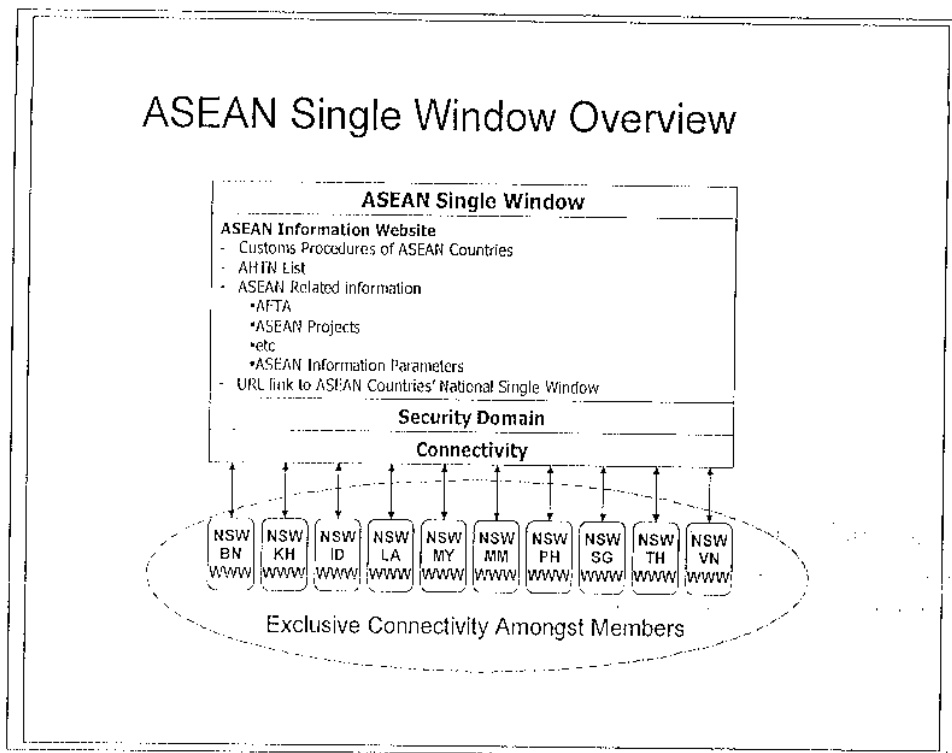 ASEAN Single Window Overview
ASEAN Single Window
ASEAN Information Website
- Customs Procedures of ASEAN Countries
- AHTN List
- ASEAN Related information
•AFTA
•ASEAN Projects
•etc
•ASEAN Information Parameters
- URL link to ASEAN Countries' National Single Window
Security Domain
Connectivity
NSW NSW NSW NSW NSW NSW NSW NSW NSW NSW
BN KH ID LA MY MM PH SG TH VN
WWW WWW WWW WWW WWW WWW WWW WWW WWW WWW
Exclusive Connectivity Amongst Members